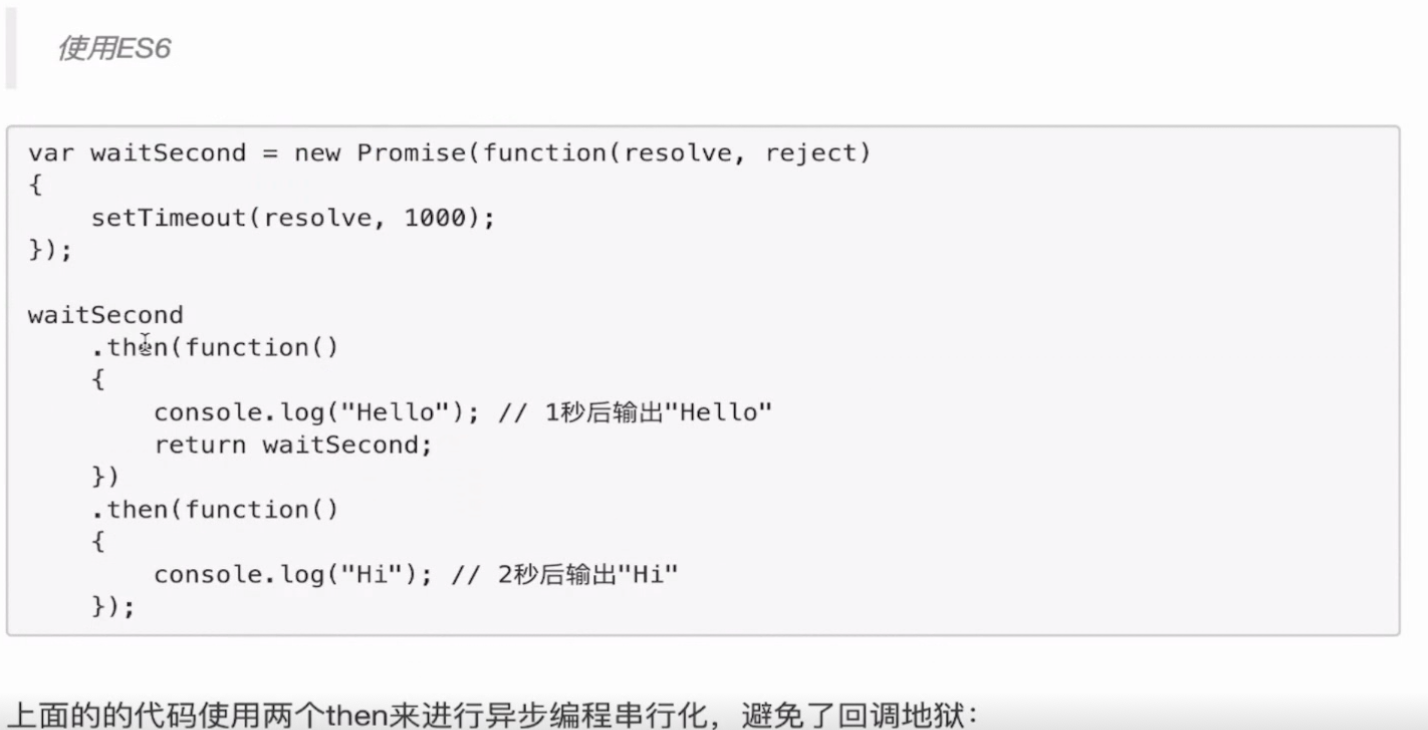 使用ES6
var waitSecond = new Promise(function(resolve, reject)
{
    setTimeout(resolve, 1000);
});
waitSecond
    .then(function()
    {
        console.log("Hello"); // 1秒后输出"Hello"
        return waitSecond;
    })
    .then(function()
    {
        console.log("Hi"); // 2秒后输出"Hi"
    });
上面的的代码使用两个then来进行异步编程串行化，避免了回调地狱：